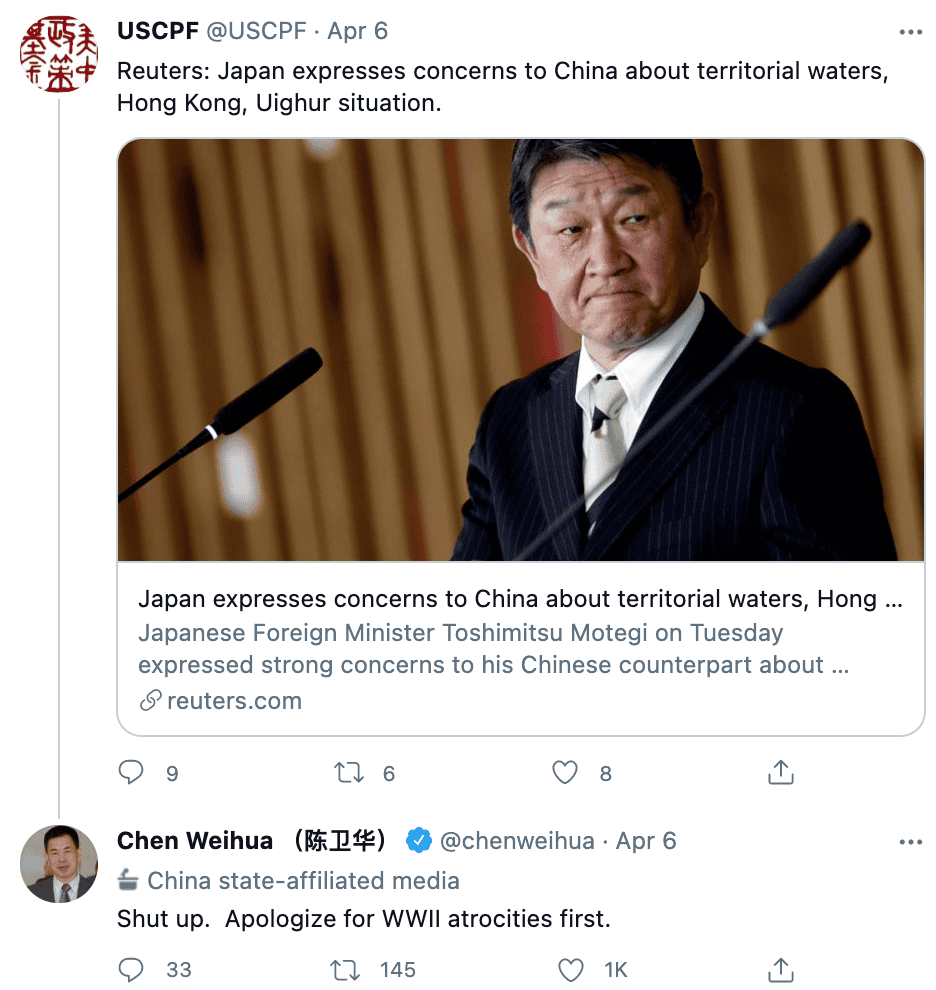 USCPF @USCPF · Apr 6
Reuters: Japan expresses concerns to China about territorial waters,
Hong Kong, Uighur situation.
Japan expresses concerns to China about territorial waters, Hong ...
Japanese Foreign Minister Toshimitsu Motegi on Tuesday
expressed strong concerns to his Chinese counterpart about ...
reuters.com
9 6 8
Chen Weihua （陈卫华） @chenweihua · Apr 6
China state-affiliated media
Shut up.  Apologize for WWII atrocities first.
33 145 1K